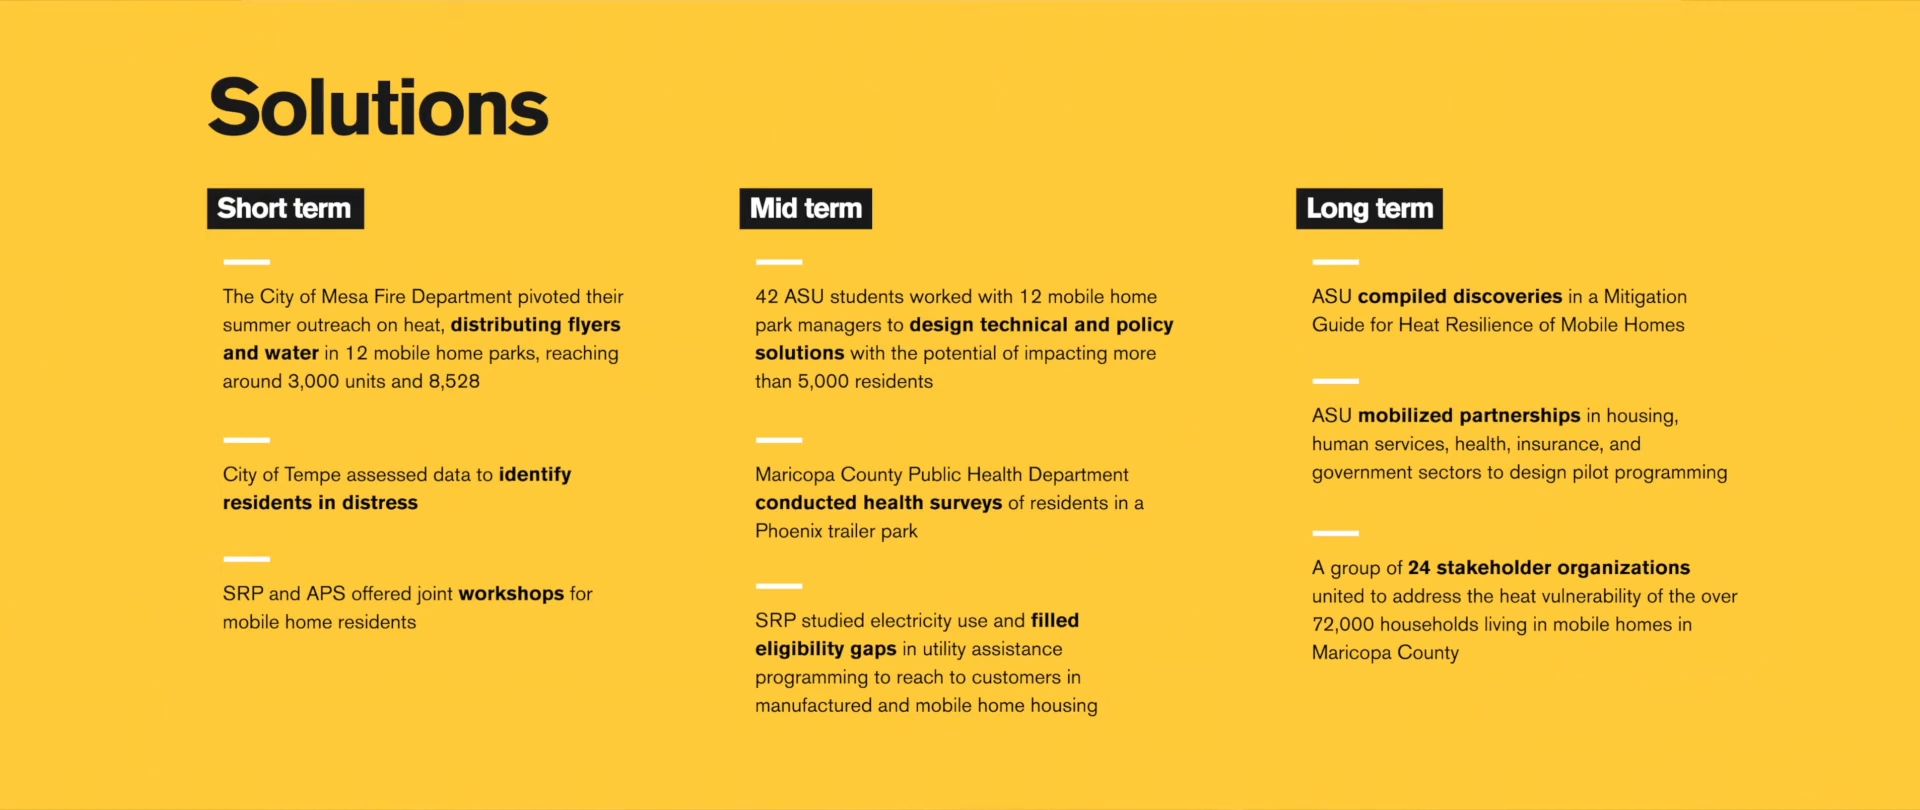 Solutions
Short term
The City of Mesa Fire Department pivoted their
summer outreach on heat, distributing flyers
and water in 12 mobile home parks, reaching
around 3,000 units and 8,528
City of Tempe assessed data to identify
residents in distress
SRP and APS offered joint workshops for
mobile home residents
Mid term
42 ASU students worked with 12 mobile home
park managers to design technical and policy
solutions with the potential of impacting more
than 5,000 residents
Maricopa County Public Health Department
conducted health surveys of residents in a
Phoenix trailer park
SRP studied electricity use and filled
eligibility gaps in utility assistance
programming to reach to customers in
manufactured and mobile home housing
Long term
ASU compiled discoveries in a Mitigation
Guide for Heat Resilience of Mobile Homes
ASU mobilized partnerships in housing,
human services, health, insurance, and
government sectors to design pilot programming
A group of 24 stakeholder organizations
united to address the heat vulnerability of the over
72,000 households living in mobile homes in
Maricopa County